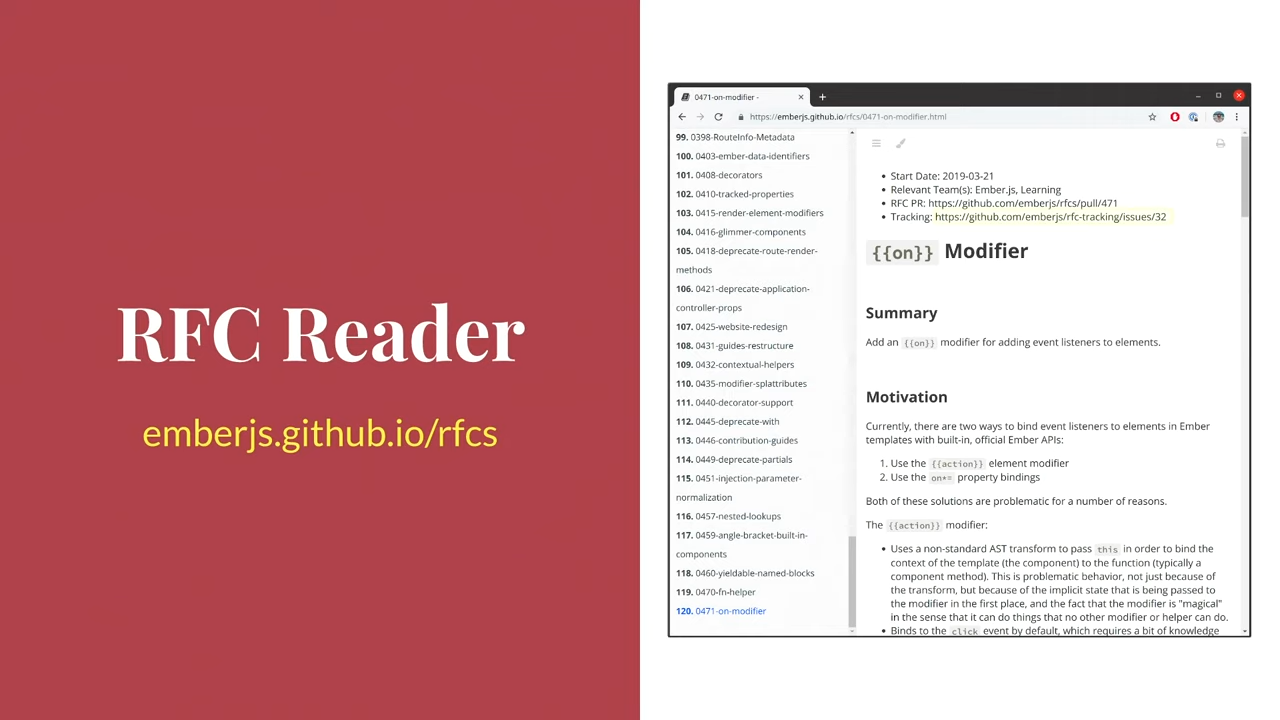 RFC Reader
emberjs.github.io/rfcs
0471-on-modifier -
https://emberjs.github.io/rfcs/0471-on-modifier.html
99. 0398-RouteInfo-Metadata
100. 0403-ember-data-identifiers
101. 0408-decorators
102. 0410-tracked-properties
103. 0415-render-element-modifiers
104. 0416-glimmer-components
105. 0418-deprecate-route-render-
methods
106. 0421-deprecate-application-
controller-props
107. 0425-website-redesign
108. 0431-guides-restructure
109. 0432-contextual-helpers
110. 0435-modifier-splattributes
111. 0440-decorator-support
112. 0445-deprecate-with
113. 0446-contribution-guides
114. 0449-deprecate-partials
115. 0451-injection-parameter-
normalization
116. 0457-nested-lookups
117. 0459-angle-bracket-built-in-
components
118. 0460-yieldable-named-blocks
119. 0470-fn-helper
120. 0471-on-modifier
• Start Date: 2019-03-21
• Relevant Team(s): Ember.js, Learning
• RFC PR: https://github.com/emberjs/rfcs/pull/471
• Tracking: https://github.com/emberjs/rfc-tracking/issues/32
{{on}} Modifier
Summary
Add an {{on}} modifier for adding event listeners to elements.
Motivation
Currently, there are two ways to bind event listeners to elements in Ember
templates with built-in, official Ember APIs:
1. Use the {{action}} element modifier
2. Use the on*= property bindings
Both of these solutions are problematic for a number of reasons.
The {{action}} modifier:
• Uses a non-standard AST transform to pass this in order to bind the
context of the template (the component) to the function (typically a
component method). This is problematic behavior, not just because of
the transform, but because of the implicit state that is being passed to
the modifier in the first place, and the fact that the modifier is "magical"
in the sense that it can do things that no other modifier or helper can do.
• Binds to the click event by default, which requires a bit of knowledge